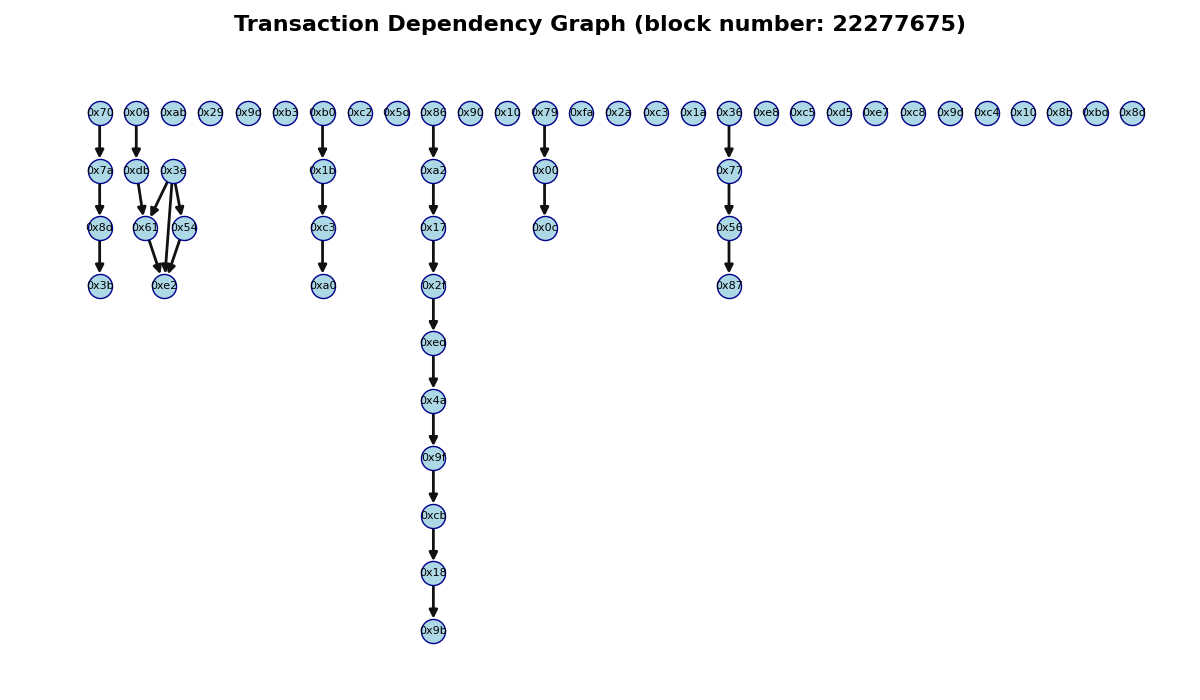 Transaction Dependency Graph (block number: 22277675)
0x70 0x06 0xab 0x29 0x9d 0xb3 0xb0 0xc2 0x5d 0x86 0x90 0x10 0x79 0xfa 0x2a 0xc3 0x1a 0x36 0xe8 0xc5 0xd5 0xe7 0xc8 0x9d 0xc4 0x10 0x8b 0xbd 0x8d
0x7a 0xdb 0x3e 0x1b 0xa2 0x00 0x77
0x8d 0x61 0x54 0xc3 0x17 0x0c 0x56
0x3b 0xe2 0xa0 0x2f 0x87
0xed
0x4a
0x9f
0xcb
0x18
0x9b